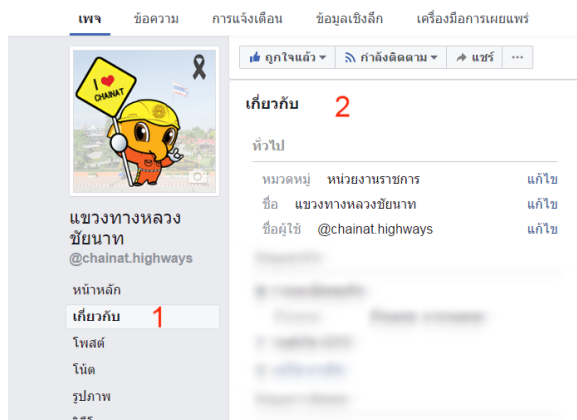 เพจ ข้อความ การแจ้งเตือน ข้อมูลเชิงลึก เครื่องมือการเผยแพร่
ถูกใจแล้ว กำลังติดตาม แชร์ ...
I ❤ CHAINAT
แขวงทางหลวง
ชัยนาท
@chainat.highways
หน้าหลัก
เกี่ยวกับ 1
โพสต์
โน้ต
รูปภาพ
เกี่ยวกับ 2
ทั่วไป
หมวดหมู่ หน่วยงานราชการ แก้ไข
ชื่อ แขวงทางหลวงชัยนาท แก้ไข
ชื่อผู้ใช้ @chainat.highways แก้ไข